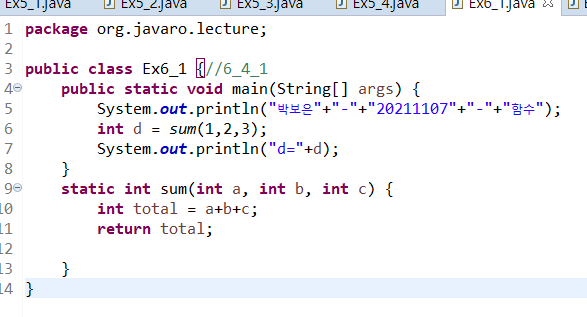 Ex5_1.java Ex5_2.java Ex5_3.java Ex5_4.java Ex6_1.java
1 package org.javaro.lecture;
2
3 public class Ex6_1 {//6_4_1
4 public static void main(String[] args) {
5 System.out.println("박보은"+"-"+"20211107"+"-"+"함수");
6 int d = sum(1,2,3);
7 System.out.println("d="+d);
8 }
9 static int sum(int a, int b, int c) {
10 int total = a+b+c;
11 return total;
12
13 }
14 }